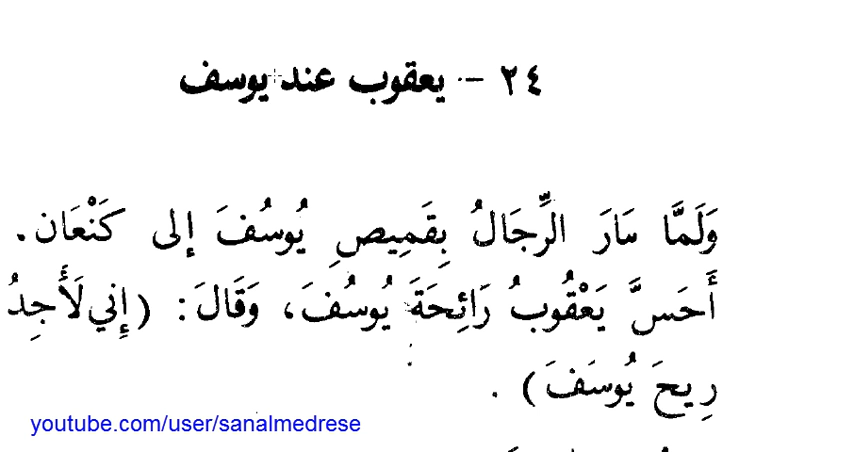 ٢٤ - يعقوب عند يوسف
وَلَمَّا سَارَ الرِّجَالُ بِقَمِيصِ يُوسُفَ إلى كَنْعَان.
أَحَسَّ يَعْقُوبُ رَائِحَةَ يُوسُفَ، وَقَالَ: (إِني لَأَجِدُ
رِيحَ يُوسَفَ).
youtube.com/user/sanalmedrese